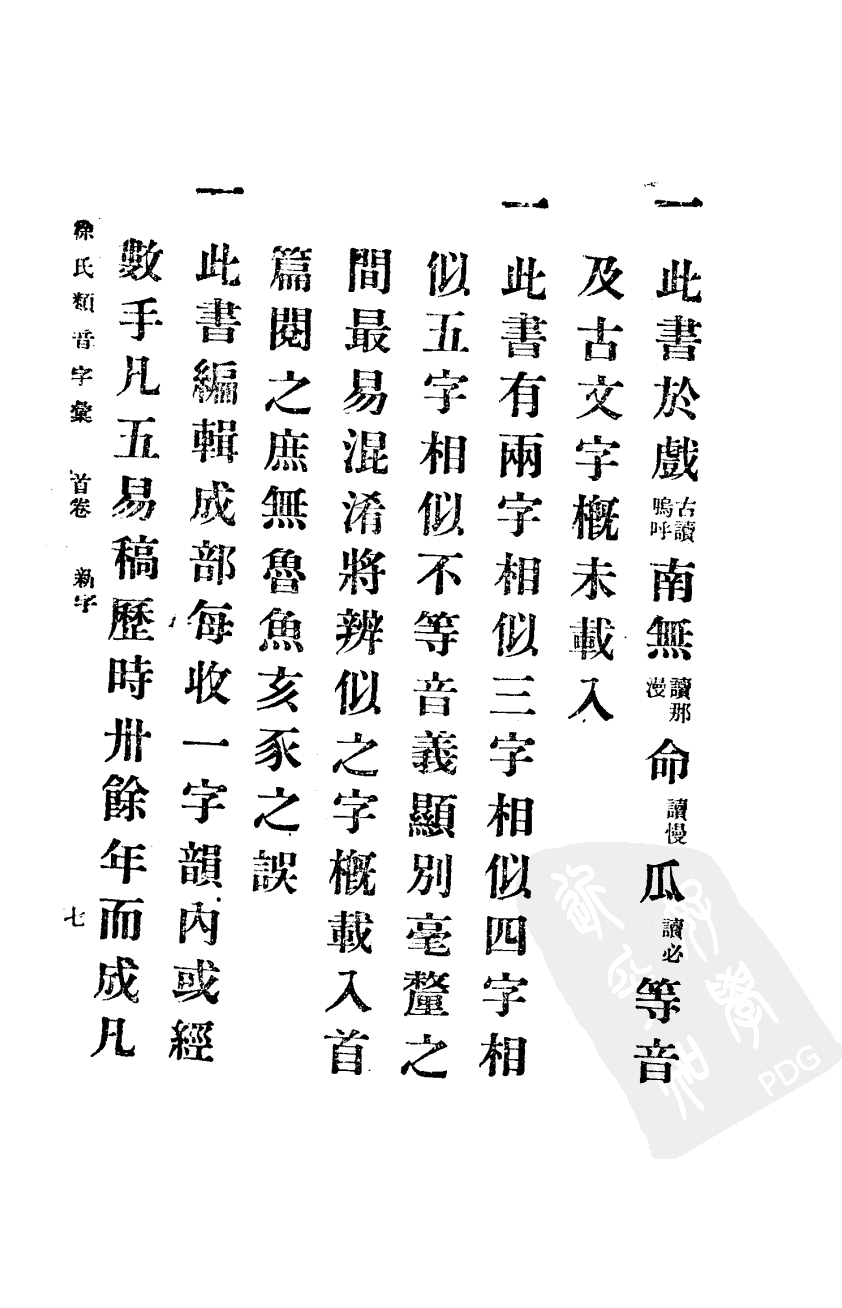 一此書於戲古讀嗚呼南無讀那漫命讀慢瓜讀必等音
及古文字概未載入
一此書有兩字相似三字相似四字相
似五字相似不等音義顯別毫釐之
間最易混淆將辨似之字概載入首
篇閱之庶無魯魚亥豕之誤
一此書編輯成部每收一字韻內或經
數手凡五易稿歷時卅餘年而成凡
徐氏類音字彙 首卷 新字 七
PDG